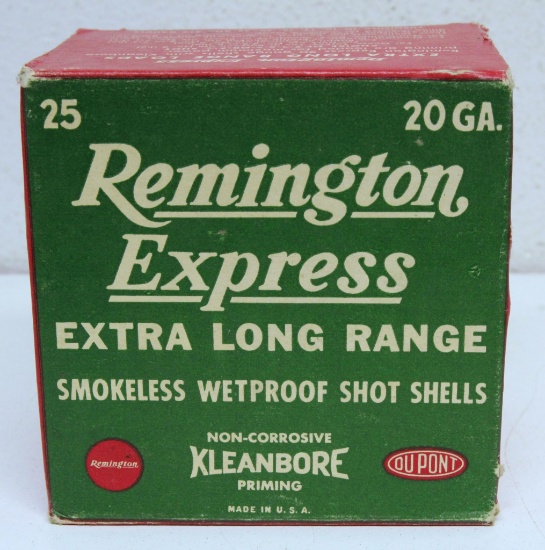 25 20 GA.
Remington
Express
EXTRA LONG RANGE
SMOKELESS WETPROOF SHOT SHELLS
NON-CORROSIVE
KLEANBORE
PRIMING
Remington
DU PONT
MADE IN U. S. A.